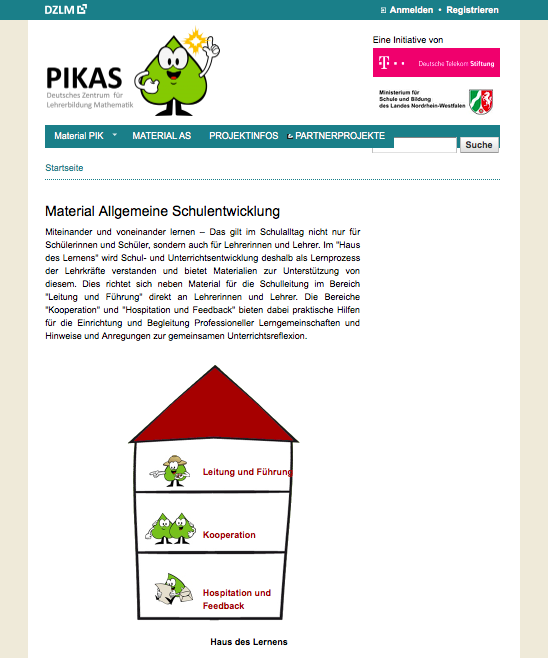 DZLM
Anmelden • Registrieren
Eine Initiative von
PIKAS
Deutsches Zentrum für
Lehrerbildung Mathematik
T
Deutsche Telekom Stiftung
Ministerium für
Schule und Bildung
des Landes Nordrhein-Westfalen
Material PIK MATERIAL AS PROJEKTINFOS PARTNERPROJEKTE
Suche
Startseite
Material Allgemeine Schulentwicklung
Miteinander und voneinander lernen – Das gilt im Schulalltag nicht nur für
Schülerinnen und Schüler, sondern auch für Lehrerinnen und Lehrer. Im "Haus
des Lernens" wird Schul- und Unterrichtsentwicklung deshalb als Lernprozess
der Lehrkräfte verstanden und bietet Materialien zur Unterstützung von
diesem. Dies richtet sich neben Material für die Schulleitung im Bereich
"Leitung und Führung" direkt an Lehrerinnen und Lehrer. Die Bereiche
"Kooperation" und "Hospitation und Feedback" bieten dabei praktische Hilfen
für die Einrichtung und Begleitung Professioneller Lerngemeinschaften und
Hinweise und Anregungen zur gemeinsamen Unterrichtsreflexion.
Leitung und Führung
Kooperation
Hospitation und
Feedback
Haus des Lernens